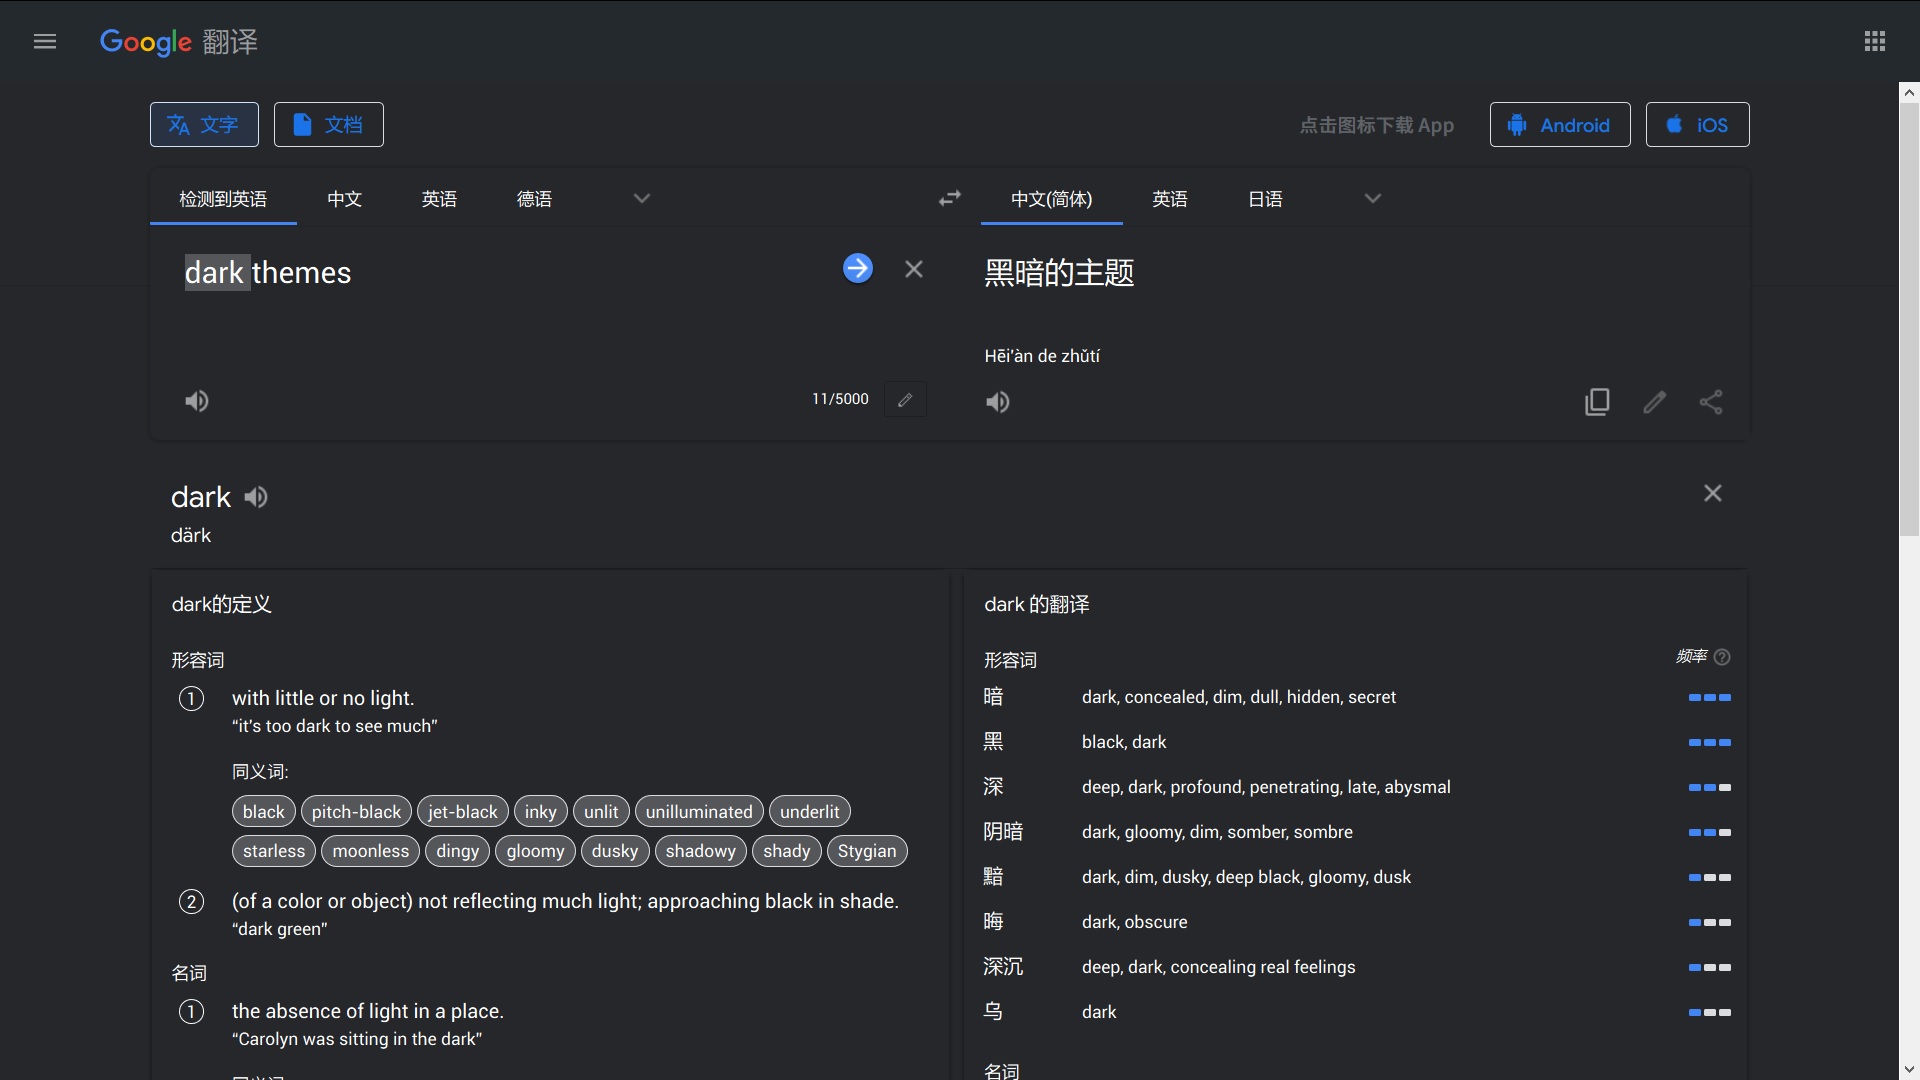 Google 翻译
文字
文档
点击图标下载 App
Android
iOS
检测到英语 中文 英语 德语
中文(简体) 英语 日语
dark themes
黑暗的主题
Hēi'àn de zhǔtí
11/5000
dark
därk
dark的定义
形容词
1 with little or no light.
“it's too dark to see much”
同义词:
black pitch-black jet-black inky unlit unilluminated underlit
starless moonless dingy gloomy dusky shadowy shady Stygian
2 (of a color or object) not reflecting much light; approaching black in shade.
“dark green”
名词
1 the absence of light in a place.
“Carolyn was sitting in the dark”
dark 的翻译
形容词 频率
暗 dark, concealed, dim, dull, hidden, secret
黑 black, dark
深 deep, dark, profound, penetrating, late, abysmal
阴暗 dark, gloomy, dim, somber, sombre
黯 dark, dim, dusky, deep black, gloomy, dusk
晦 dark, obscure
深沉 deep, dark, concealing real feelings
乌 dark
名词